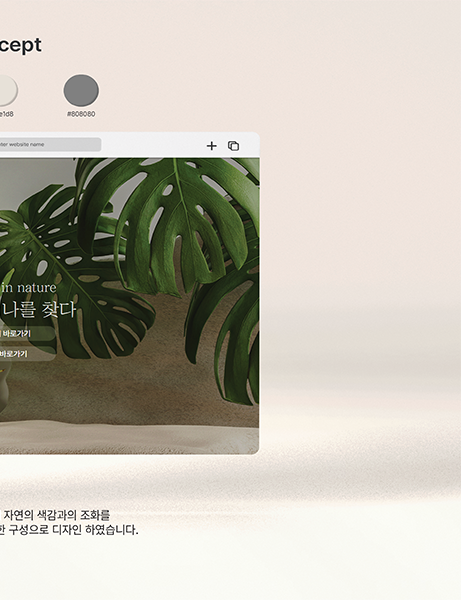 cept
e1d8
#808080
ter website name
in nature
나를 찾다
바로가기
바로가기
자연의 색감과의 조화를
한 구성으로 디자인 하였습니다.